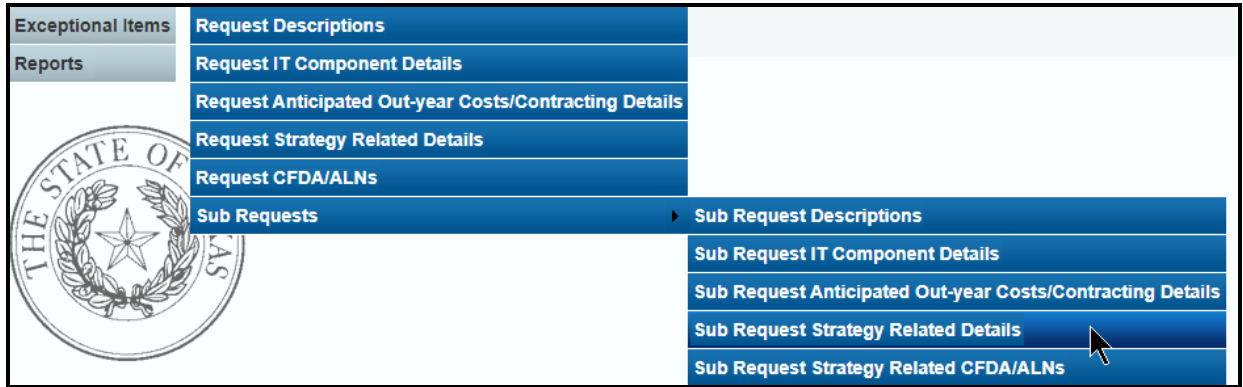 Exceptional Items
Reports
Request Descriptions
Request IT Component Details
Request Anticipated Out-year Costs/Contracting Details
Request Strategy Related Details
Request CFDA/ALNs
Sub Requests
Sub Request Descriptions
Sub Request IT Component Details
Sub Request Anticipated Out-year Costs/Contracting Details
Sub Request Strategy Related Details
Sub Request Strategy Related CFDA/ALNs
THE STATE OF
XAS